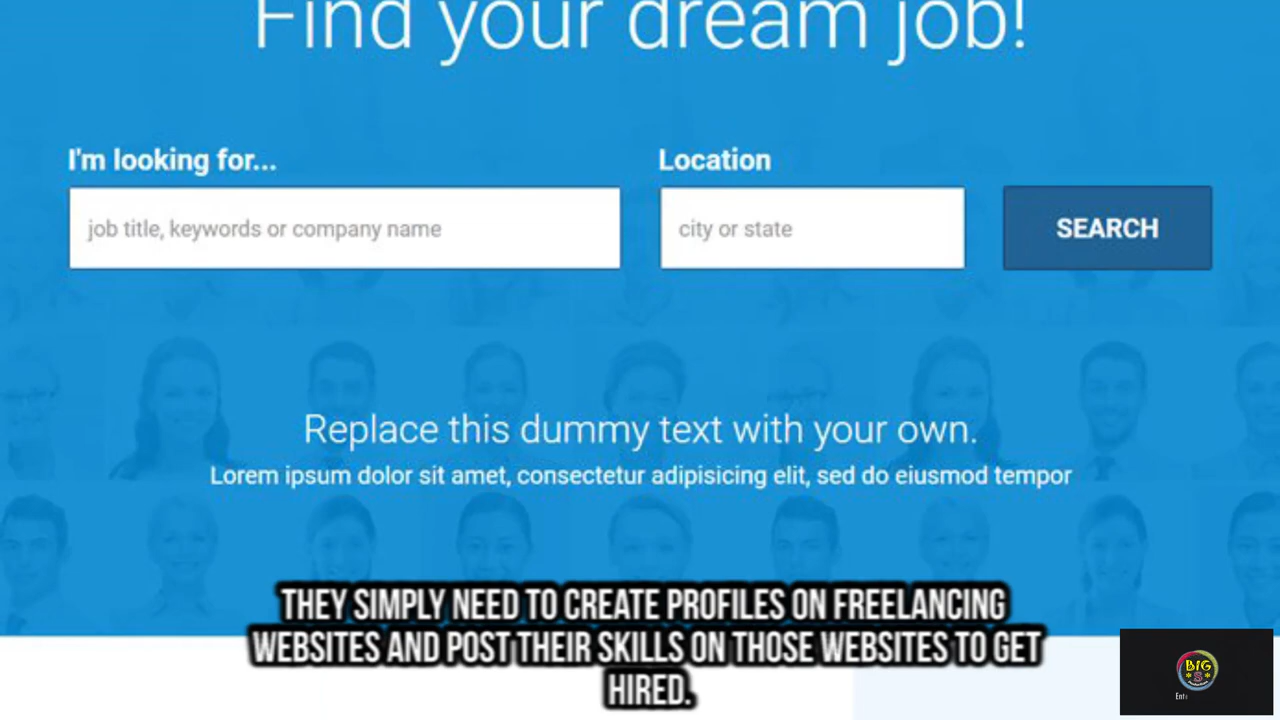 Find your dream job!
I'm looking for...
Location
job title, keywords or company name
city or state
SEARCH
Replace this dummy text with your own.
Lorem ipsum dolor sit amet, consectetur adipisicing elit, sed do eiusmod tempor
THEY SIMPLY NEED TO CREATE PROFILES ON FREELANCING
WEBSITES AND POST THEIR SKILLS ON THOSE WEBSITES TO GET
HIRED.
BIG
*S*